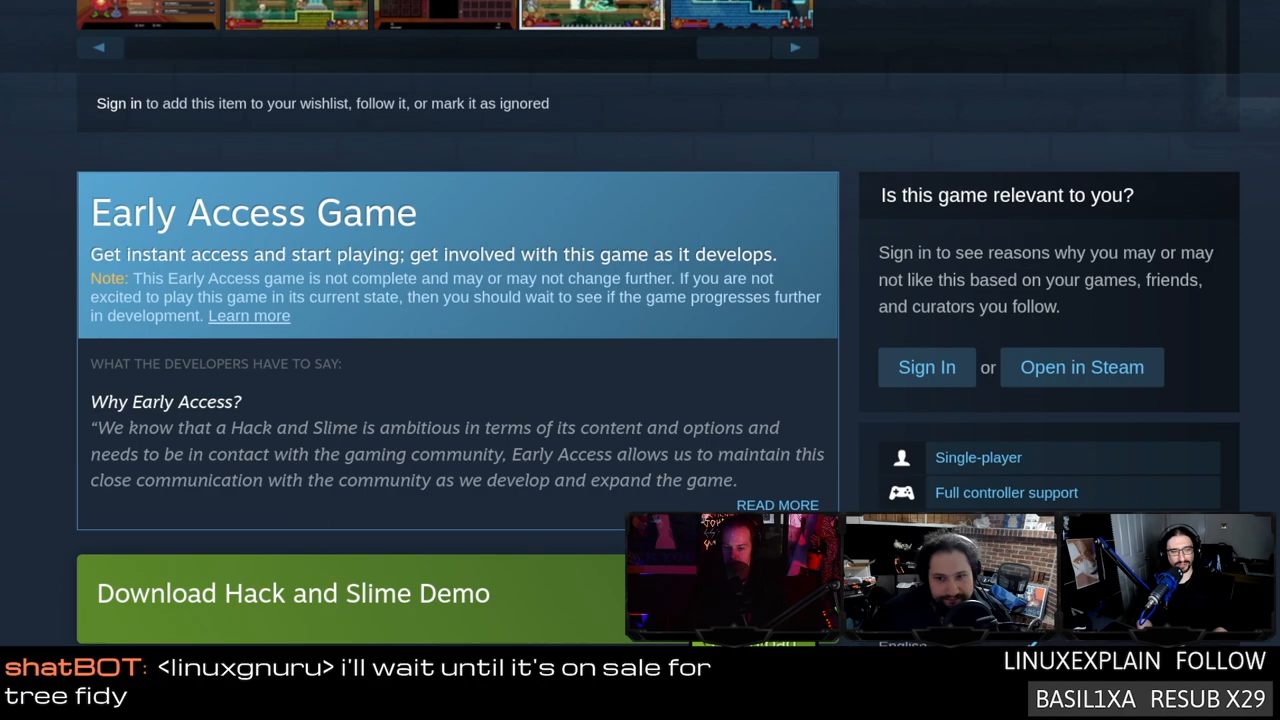 Sign in to add this item to your wishlist, follow it, or mark it as ignored
Early Access Game
Get instant access and start playing; get involved with this game as it develops.
Note: This Early Access game is not complete and may or may not change further. If you are not
excited to play this game in its current state, then you should wait to see if the game progresses further
in development. Learn more
WHAT THE DEVELOPERS HAVE TO SAY:
Why Early Access?
“We know that a Hack and Slime is ambitious in terms of its content and options and
needs to be in contact with the gaming community, Early Access allows us to maintain this
close communication with the community as we develop and expand the game.
READ MORE
Download Hack and Slime Demo
Is this game relevant to you?
Sign in to see reasons why you may or may
not like this based on your games, friends,
and curators you follow.
Sign In or Open in Steam
Single-player
Full controller support
English
shatBOT: <linuxgnuru> i'll wait until it's on sale for
tree fidy
LINUXEXPLAIN FOLLOW
BASIL1XA RESUB X29